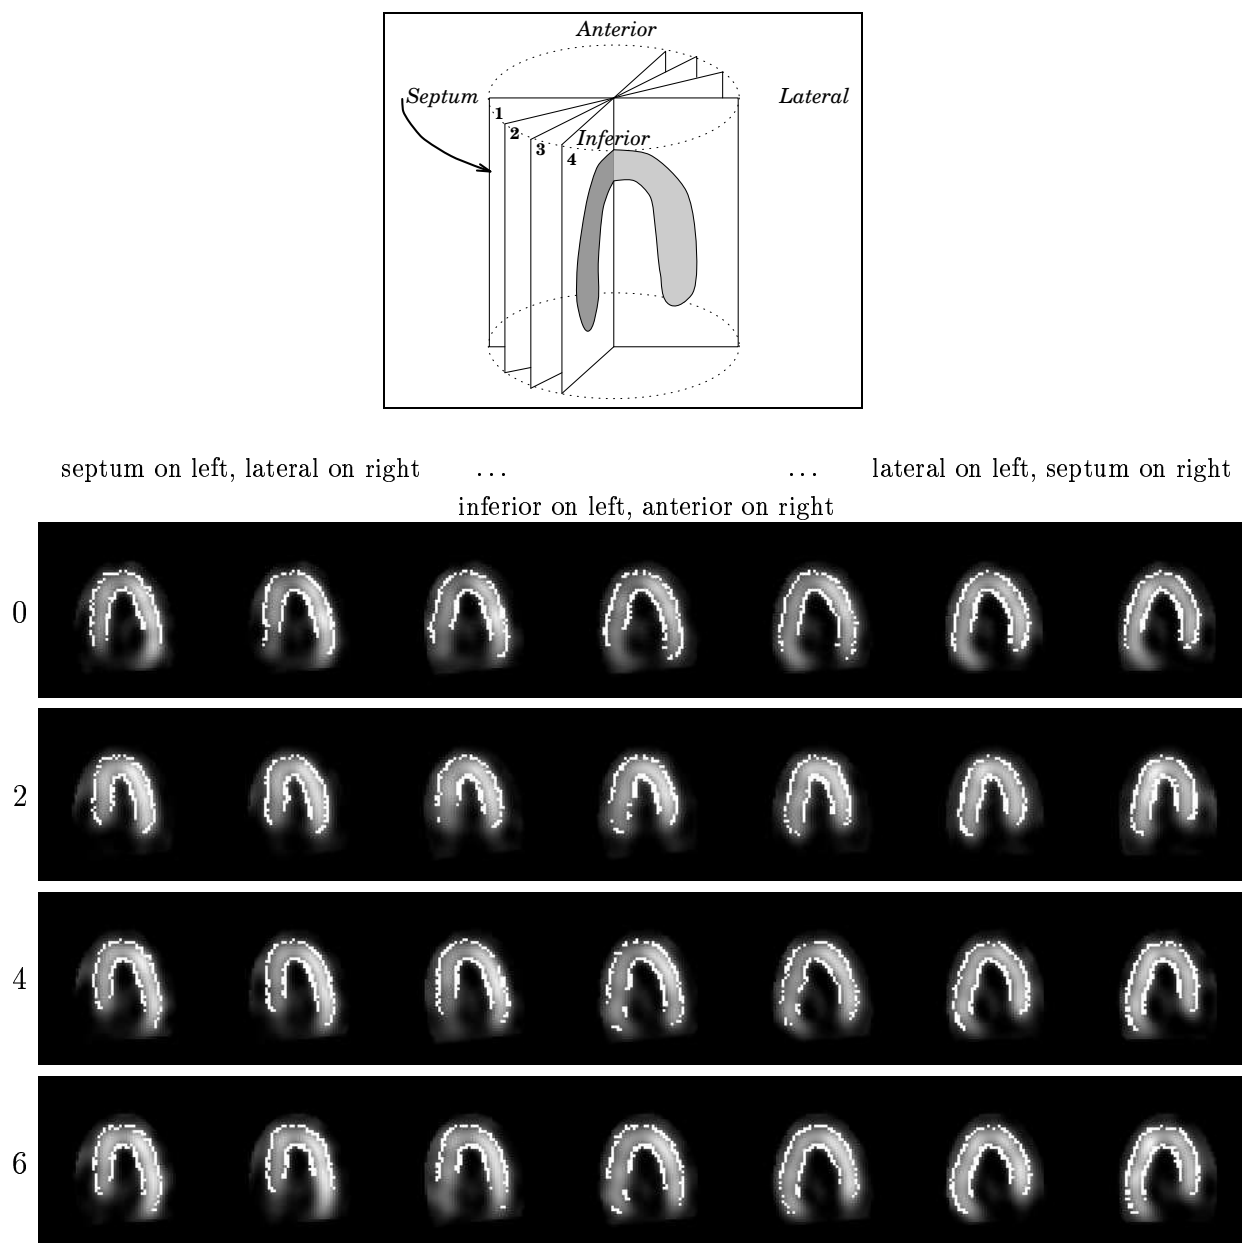 Anterior
Septum
Lateral
1
2
Inferior
3
4
septum on left, lateral on right ... ... lateral on left, septum on right
inferior on left, anterior on right
0
2
4
6